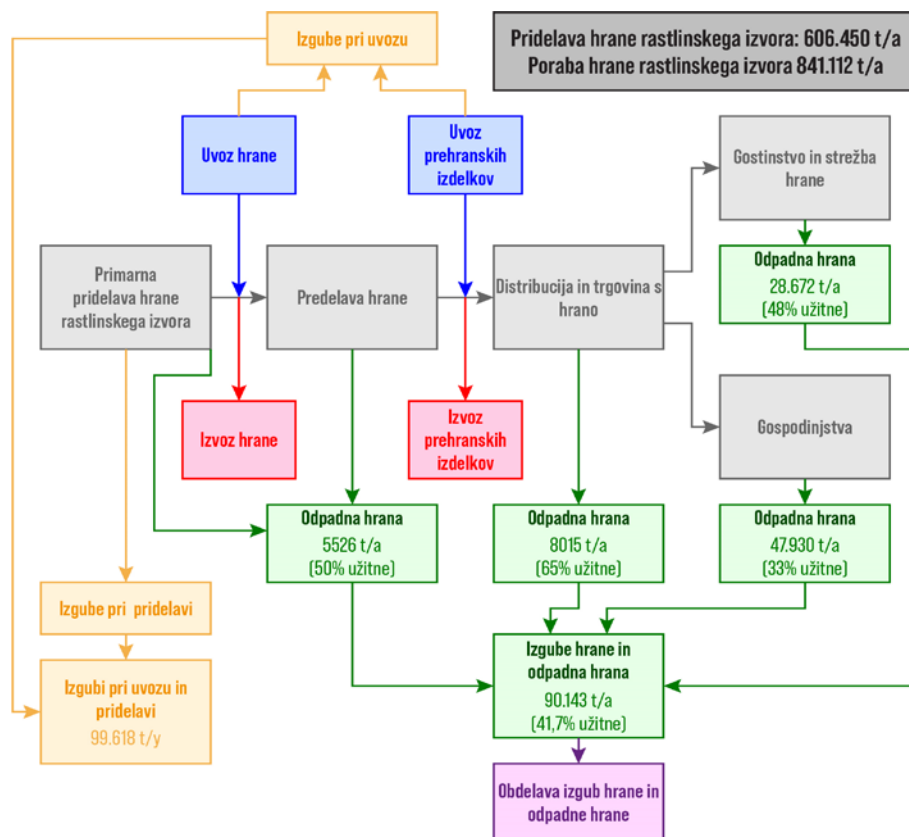 Izgube pri uvozu
Pridelava hrane rastlinskega izvora: 606.450 t/a
Poraba hrane rastlinskega izvora 841.112 t/a
Uvoz hrane
Uvoz
prehranskih
izdelkov
Gostinstvo in strežba
hrane
Primarna
pridelava hrane
rastlinskega izvora
Predelava hrane
Distribucija in trgovina s
hrano
Odpadna hrana
28.672 t/a
(48% užitne)
Izvoz hrane
Izvoz
prehranskih
izdelkov
Gospodinjstva
Odpadna hrana
5526 t/a
(50% užitne)
Odpadna hrana
8015 t/a
(65% užitne)
Odpadna hrana
47.930 t/a
(33% užitne)
Izgube pri pridelavi
Izgubi pri uvozu in
pridelavi
99.618 t/y
Izgube hrane in
odpadna hrana
90.143 t/a
(41,7% užitne)
Obdelava izgub hrane in
odpadne hrane